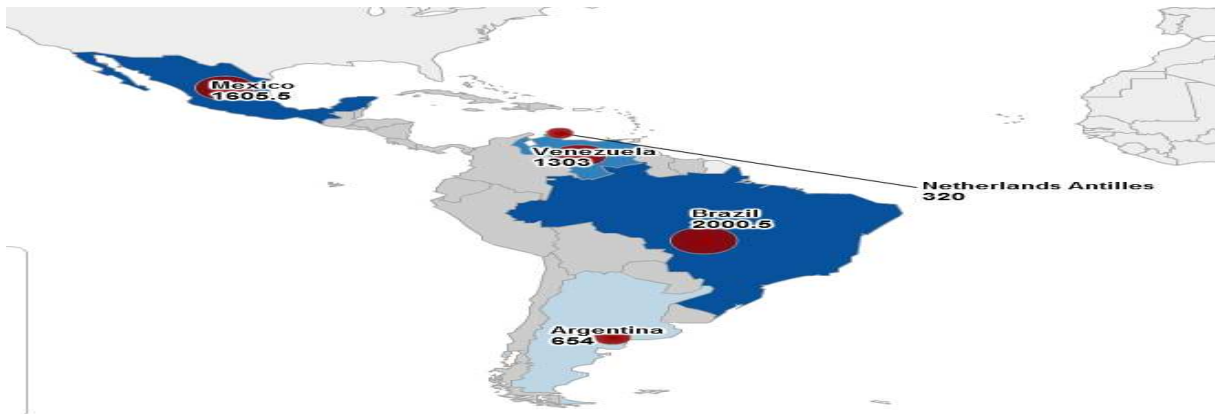 Mexico
1605.5
Venezuela
1303
Netherlands Antilles
320
Brazil
2000.5
Argentina
654